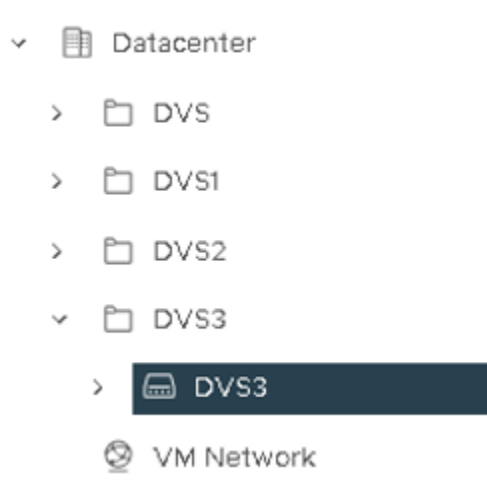 Datacenter
DVS
DVS1
DVS2
DVS3
DVS3
VM Network